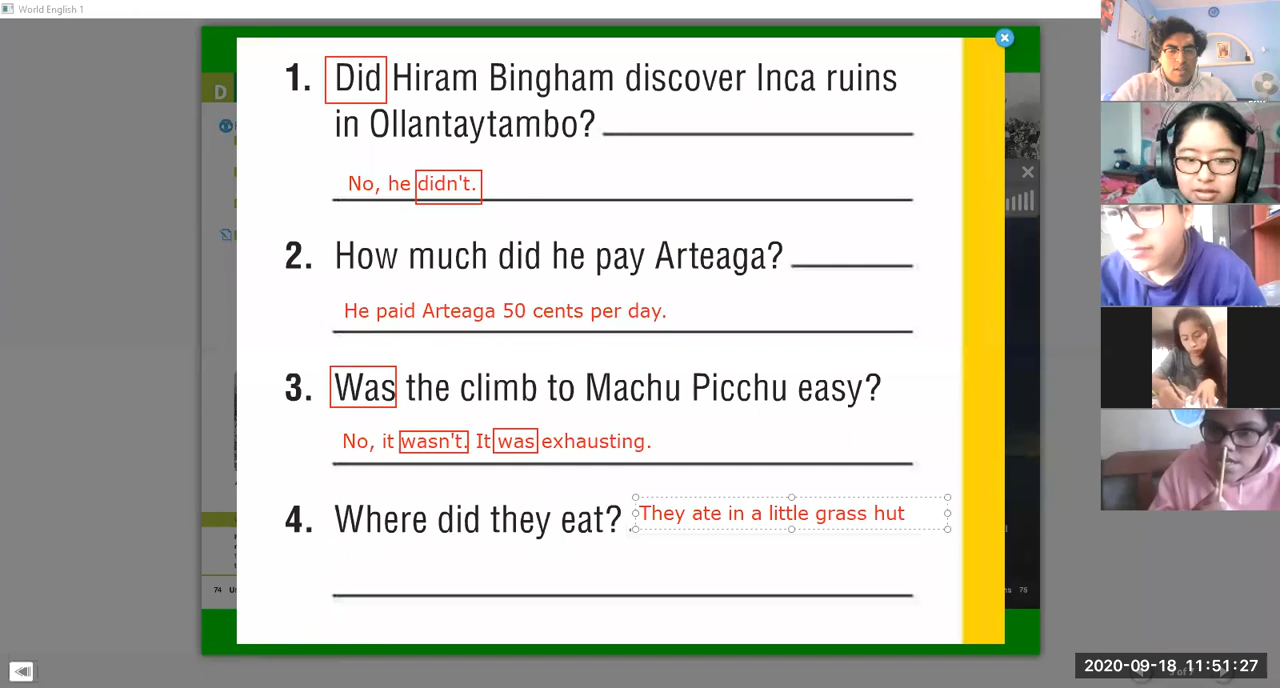 World English 1
D
1. Did Hiram Bingham discover Inca ruins
in Ollantaytambo?
No, he didn't.
2. How much did he pay Arteaga?
He paid Arteaga 50 cents per day.
3. Was the climb to Machu Picchu easy?
No, it wasn't. It was exhausting.
4. Where did they eat? They ate in a little grass hut
74
75
2020-09-18 11:51:27